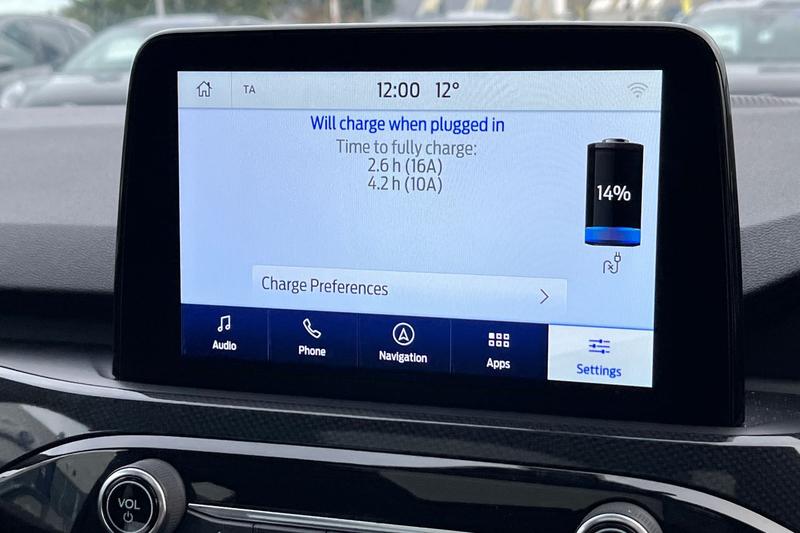 TA
12:00 12°
Will charge when plugged in
Time to fully charge:
2.6 h (16A)
4.2 h (10A)
14%
Charge Preferences
Audio
Phone
Navigation
Apps
Settings
VOL